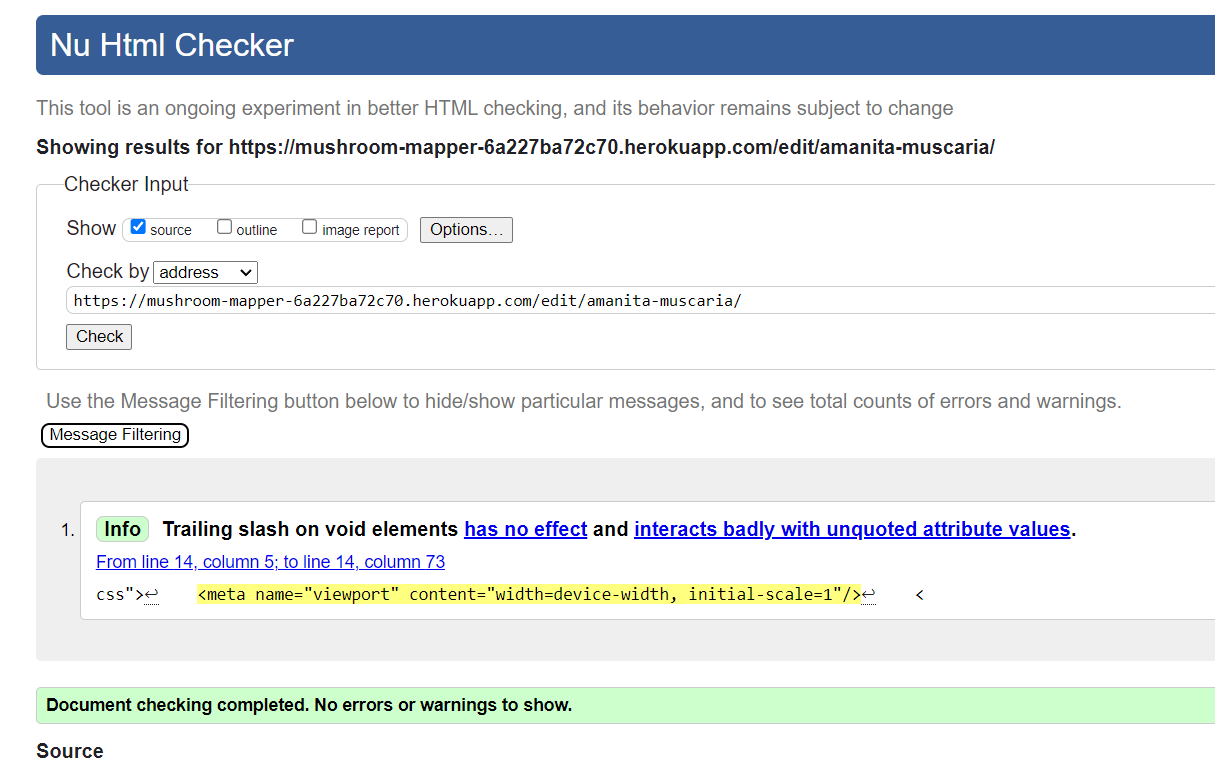 Nu Html Checker
This tool is an ongoing experiment in better HTML checking, and its behavior remains subject to change
Showing results for https://mushroom-mapper-6a227ba72c70.herokuapp.com/edit/amanita-muscaria/
Checker Input
Show source outline image report Options...
Check by address
https://mushroom-mapper-6a227ba72c70.herokuapp.com/edit/amanita-muscaria/
Check
Use the Message Filtering button below to hide/show particular messages, and to see total counts of errors and warnings.
Message Filtering
1. Info Trailing slash on void elements has no effect and interacts badly with unquoted attribute values.
From line 14, column 5; to line 14, column 73
css">↩ <meta name="viewport" content="width=device-width, initial-scale=1"/>↩ <
Document checking completed. No errors or warnings to show.
Source